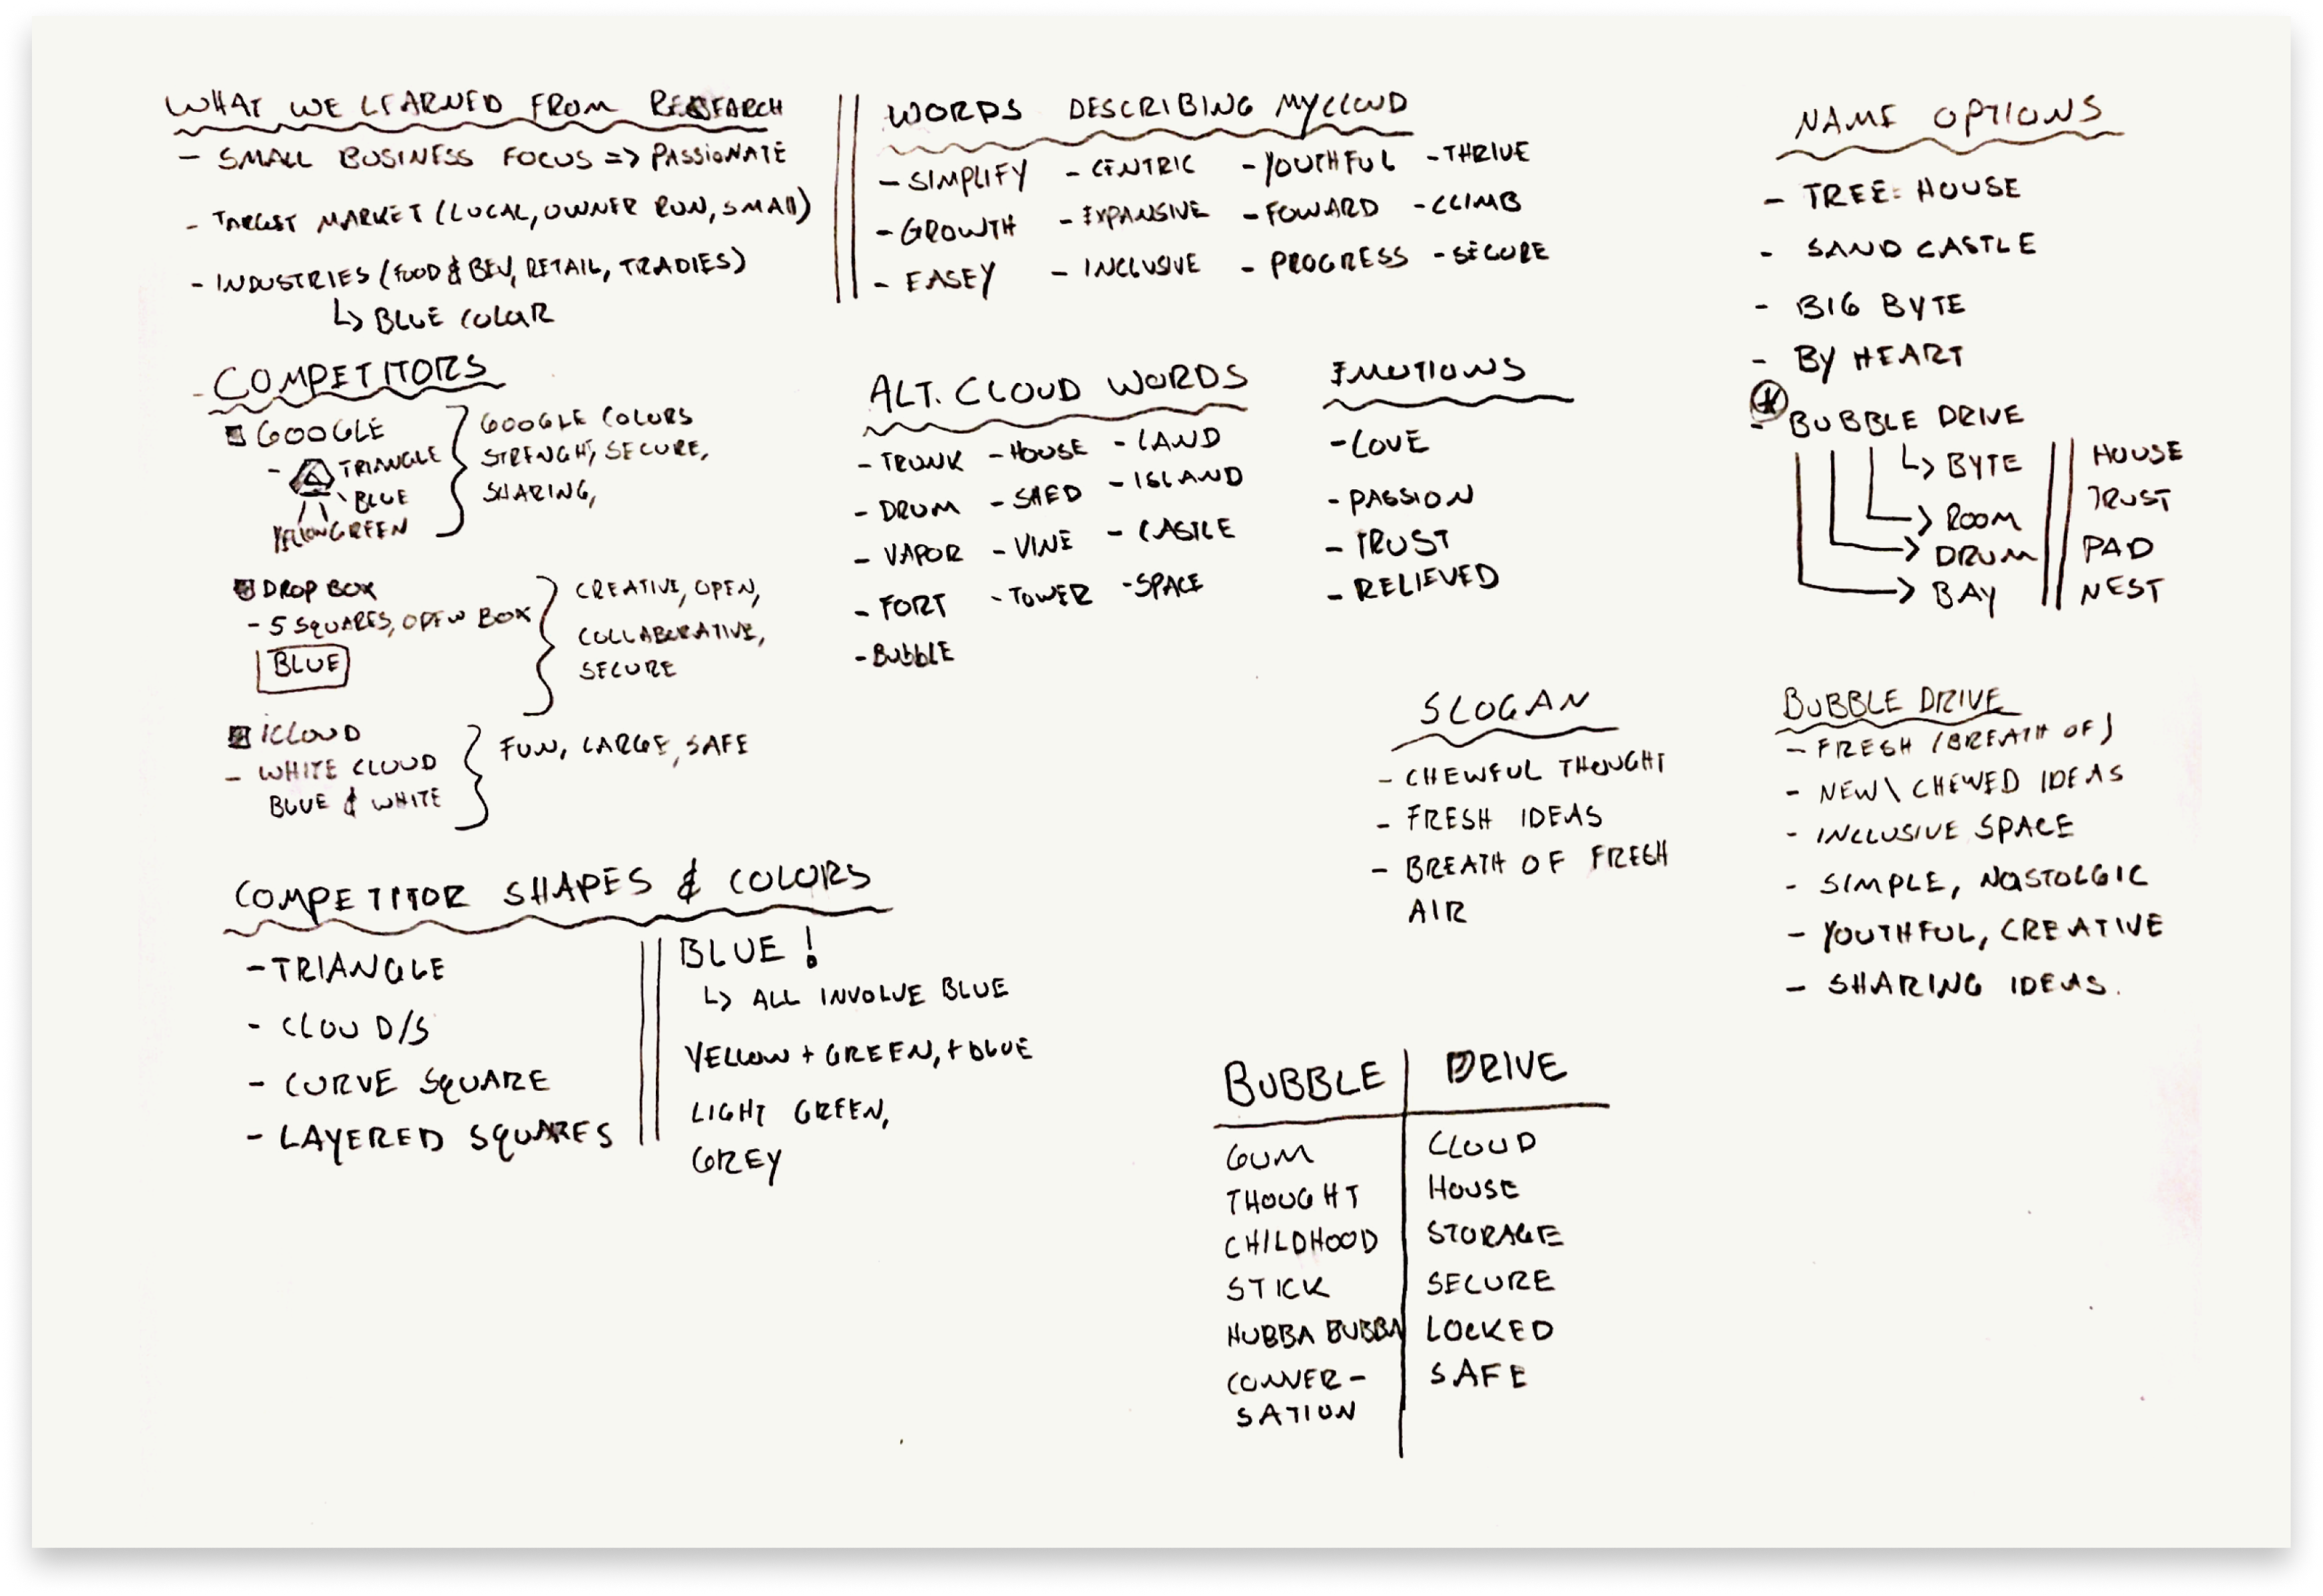 WHAT WE LEARNED FROM RESEARCH
- SMALL BUSINESS FOCUS => PASSIONATE
- TARGET MARKET (LOCAL, OWNER RUN, SMALL)
- INDUSTRIES (FOOD & BEV, RETAIL, TRADIES)
↳ BLUE COLAR
- COMPETITORS
GOOGLE
- TRIANGLE
BLUE
YELLOW GREEN
GOOGLE COLORS
STRENGHT, SECURE,
SHARING,
DROP BOX
- 5 SQUARES, OPEN BOX
BLUE
CREATIVE, OPEN,
COLLABERATIVE,
SECURE
iCLOUD
- WHITE CLOUD
BLUE & WHITE
FUN, LARGE, SAFE
COMPETITOR SHAPES & COLORS
- TRIANGLE
- CLOUD/S
- CURVE SQUARE
- LAYERED SQUARES
BLUE!
↳ ALL INVOLVE BLUE
YELLOW + GREEN, + BLUE
LIGHT GREEN,
GREY
WORDS DESCRIBING MYCLOUD
- SIMPLIFY - CENTRIC - YOUTHFUL - THRIVE
- GROWTH - EXPANSIVE - FOWARD - CLIMB
- EASEY - INCLUSIVE - PROGRESS - SECURE
ALT. CLOUD WORDS
- TRUNK - HOUSE - LAND
- DRUM - SHED - ISLAND
- VAPOR - VINE - CASTLE
- FORT - TOWER - SPACE
- BubbLE
EMOTIONS
- LOVE
- PASSION
- TRUST
- RELIEVED
NAME OPTIONS
- TREE HOUSE
- SAND CASTLE
- BIG BYTE
- BY HEART
- BUBBLE DRIVE
↳ BYTE
ROOM
DRUM
BAY
HOUSE
TRUST
PAD
NEST
SLOGAN
- CHEWFUL THOUGHT
- FRESH IDEAS
- BREATH OF FRESH
AIR
BUBBLE DRIVE
- FRESH (BREATH OF)
- NEW \ CHEWED IDEAS
- INCLUSIVE SPACE
- SIMPLE, NOSTOLGIC
- YOUTHFUL, CREATIVE
- SHARING IDEAS.
BUBBLE DRIVE
GUM CLOUD
THOUGHT HOUSE
CHILDHOOD STORAGE
STICK SECURE
HUBBA BUBBA LOCKED
CONVER- SAFE
SATION